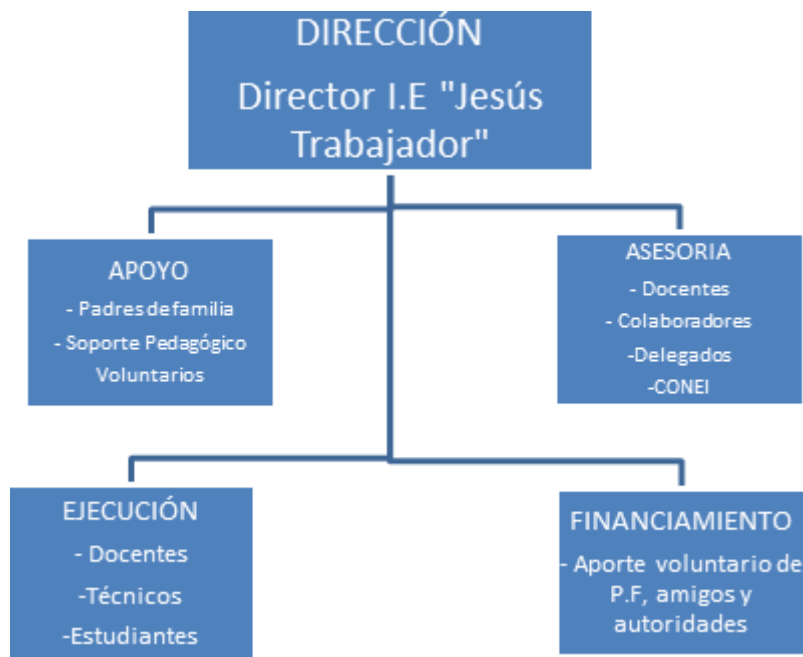 DIRECCIÓN
Director I.E "Jesús
Trabajador"
APOYO
- Padres de familia
- Soporte Pedagógico
Voluntarios
ASESORIA
- Docentes
- Colaboradores
-Delegados
-CONEI
EJECUCIÓN
- Docentes
-Técnicos
-Estudiantes
FINANCIAMIENTO
- Aporte voluntario de
P.F, amigos y
autoridades